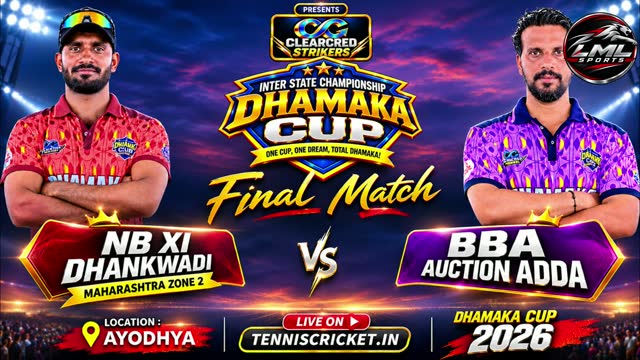 PRESENTS
CG
CLEARCRED
STRIKERS
LML
SPORTS
INTER STATE CHAMPIONSHIP
DHAMAKA
CUP
ONE CUP, ONE DREAM, TOTAL DHAMAKA!
Final Match
NB XI
DHANKWADI
MAHARASHTRA ZONE 2
VS
BBA
AUCTION ADDA
LOCATION :
AYODHYA
LIVE ON
TENNISCRICKET.IN
DHAMAKA CUP
2026